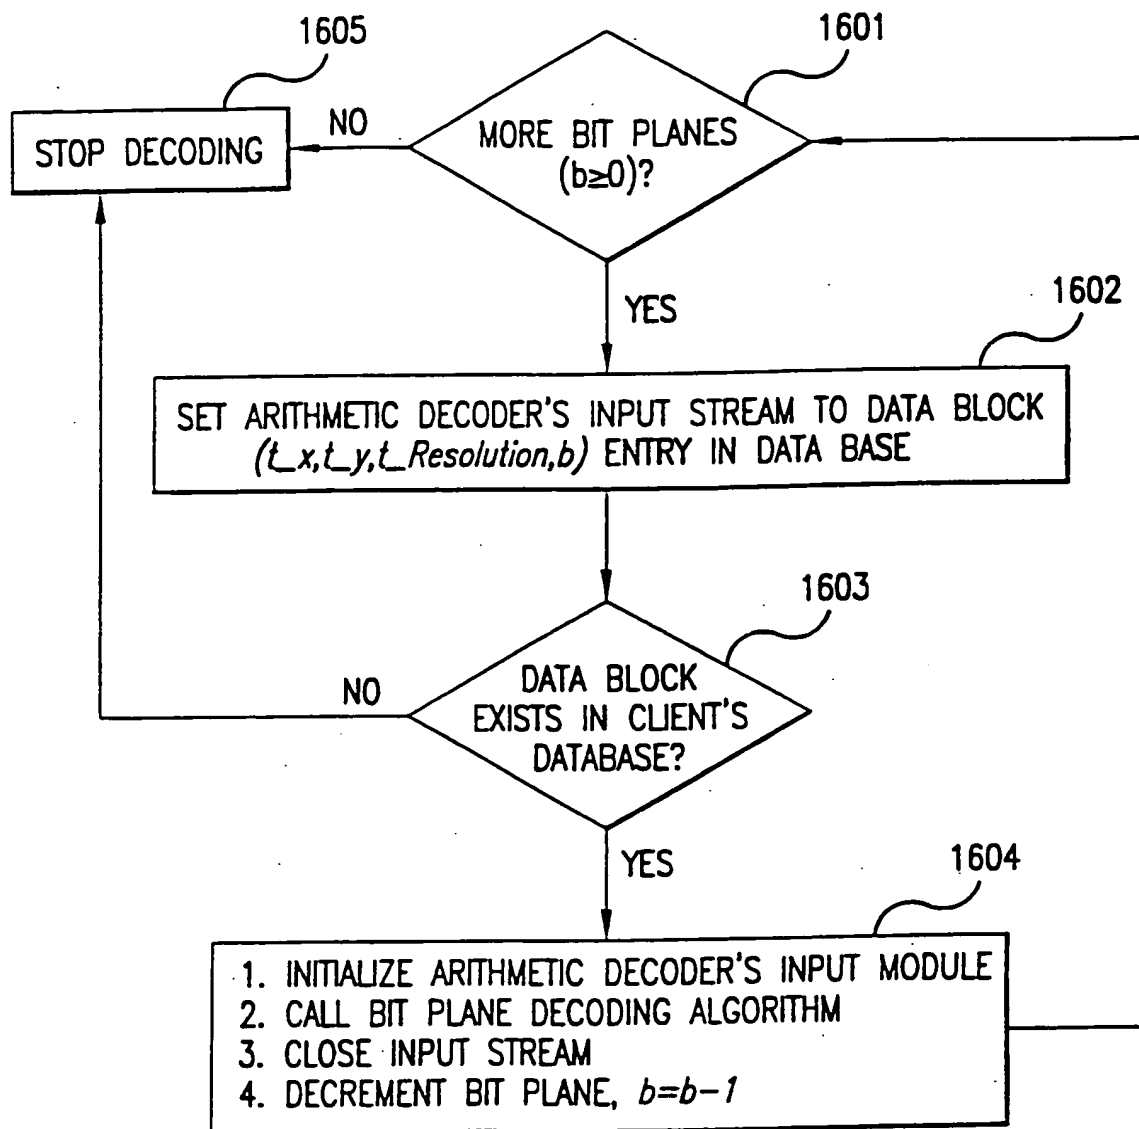 1605
1601
STOP DECODING
NO
MORE BIT PLANES
(b≥0)?
YES
1602
SET ARITHMETIC DECODER'S INPUT STREAM TO DATA BLOCK
(t_x,t_y,t_Resolution,b) ENTRY IN DATA BASE
1603
NO
DATA BLOCK
EXISTS IN CLIENT'S
DATABASE?
YES
1604
1. INITIALIZE ARITHMETIC DECODER'S INPUT MODULE
2. CALL BIT PLANE DECODING ALGORITHM
3. CLOSE INPUT STREAM
4. DECREMENT BIT PLANE, b=b-1